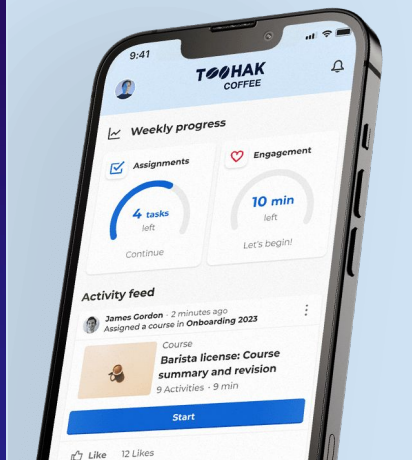 9:41
TOOHAK
COFFEE
Weekly progress
Assignments
4 tasks
left
Continue
Engagement
10 min
left
Let's begin!
Activity feed
James Gordon · 2 minutes ago
Assigned a course in Onboarding 2023
Course
Barista license: Course
summary and revision
9 Activities · 9 min
Start
Like 12 Likes